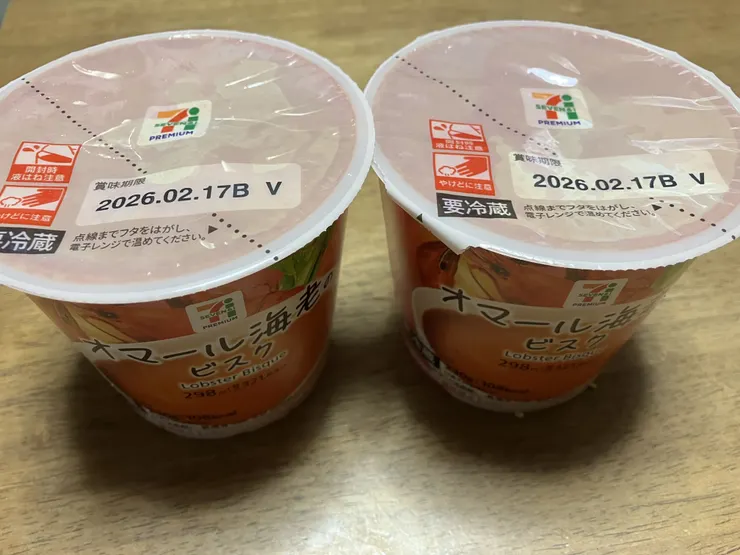 SEVEN&i
PREMIUM
開封時
液はね注意
やけどに注意
賞味期限
2026.02.17B V
要冷蔵
点線までフタをはがし、
電子レンジで温めてください。
SEVEN&i
PREMIUM
オマール海老の
ビスク
Lobster Bisque
SEVEN&i
PREMIUM
開封時
液はね注意
やけどに注意
賞味期限
2026.02.17B V
要冷蔵
点線までフタをはがし、
電子レンジで温めてください。
SEVEN&i
PREMIUM
オマール海
ビスク
Lobster Bisque
298